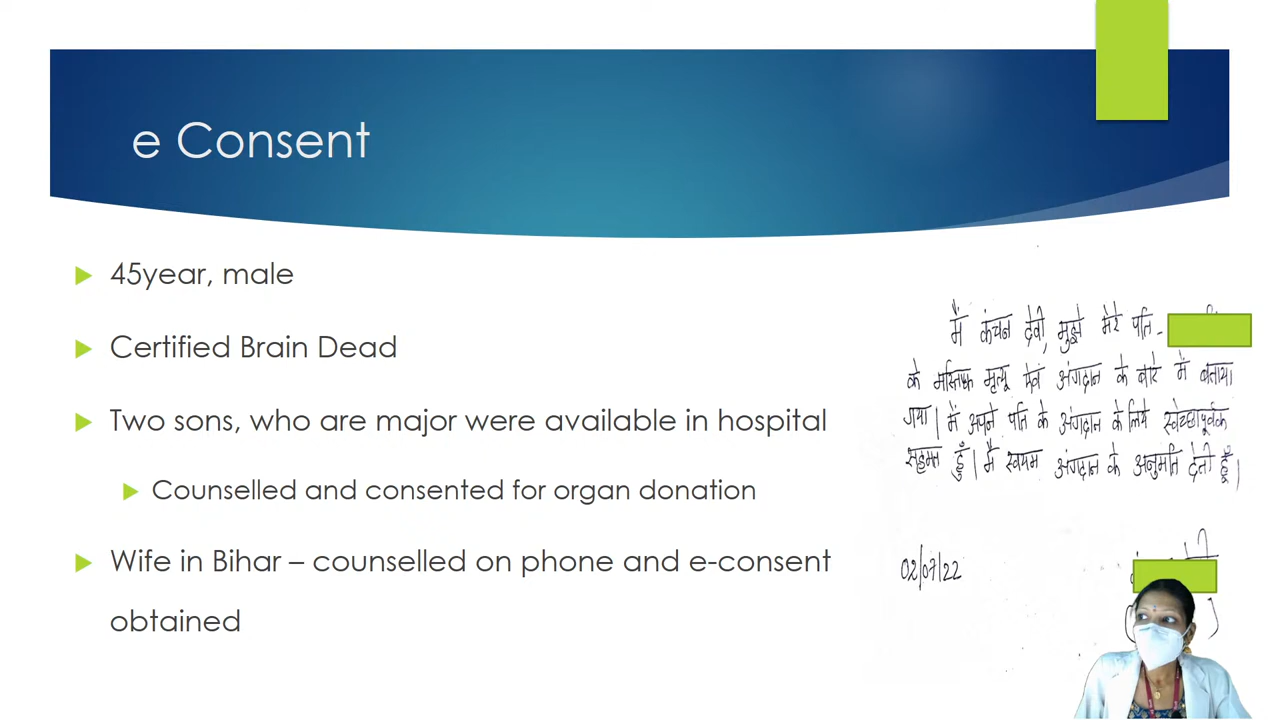 e Consent
45year, male
Certified Brain Dead
Two sons, who are major were available in hospital
Counselled and consented for organ donation
Wife in Bihar – counselled on phone and e-consent
obtained
मैं कंचन देवी, मुझे मेरे पति -
के मस्तिष्क मृत्यू एवं अंगदान के बारे में बताया
गया। मैं अपने पति के अंगदान के लिये स्वेच्छापूर्वक
सहमत हूँ। मैं स्वयम अंगदान के अनुमति देती हूँ।
02/07/22